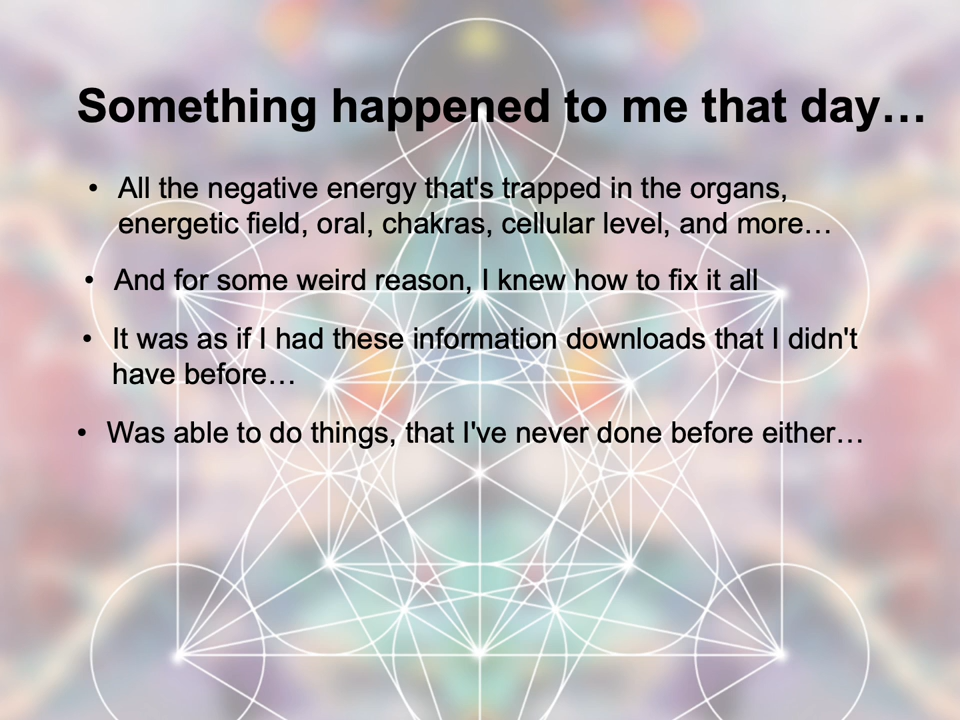 Something happened to me that day…
• All the negative energy that's trapped in the organs,
energetic field, oral, chakras, cellular level, and more…
• And for some weird reason, I knew how to fix it all
• It was as if I had these information downloads that I didn't
have before…
• Was able to do things, that I've never done before either…